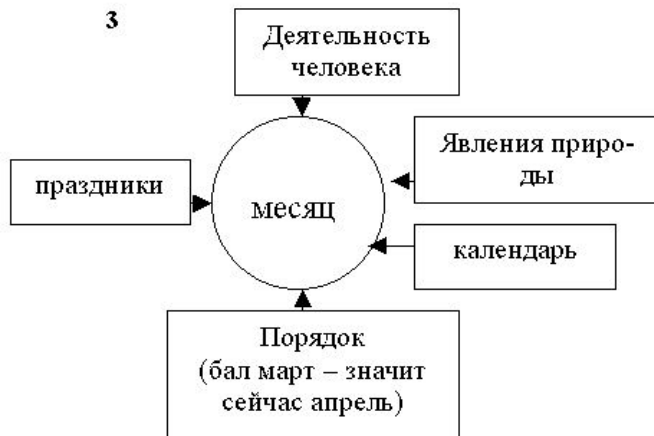 3
Деятельность
человека
Явления приро-
ды
праздники
месяц
календарь
Порядок
(бал март – значит
сейчас апрель)